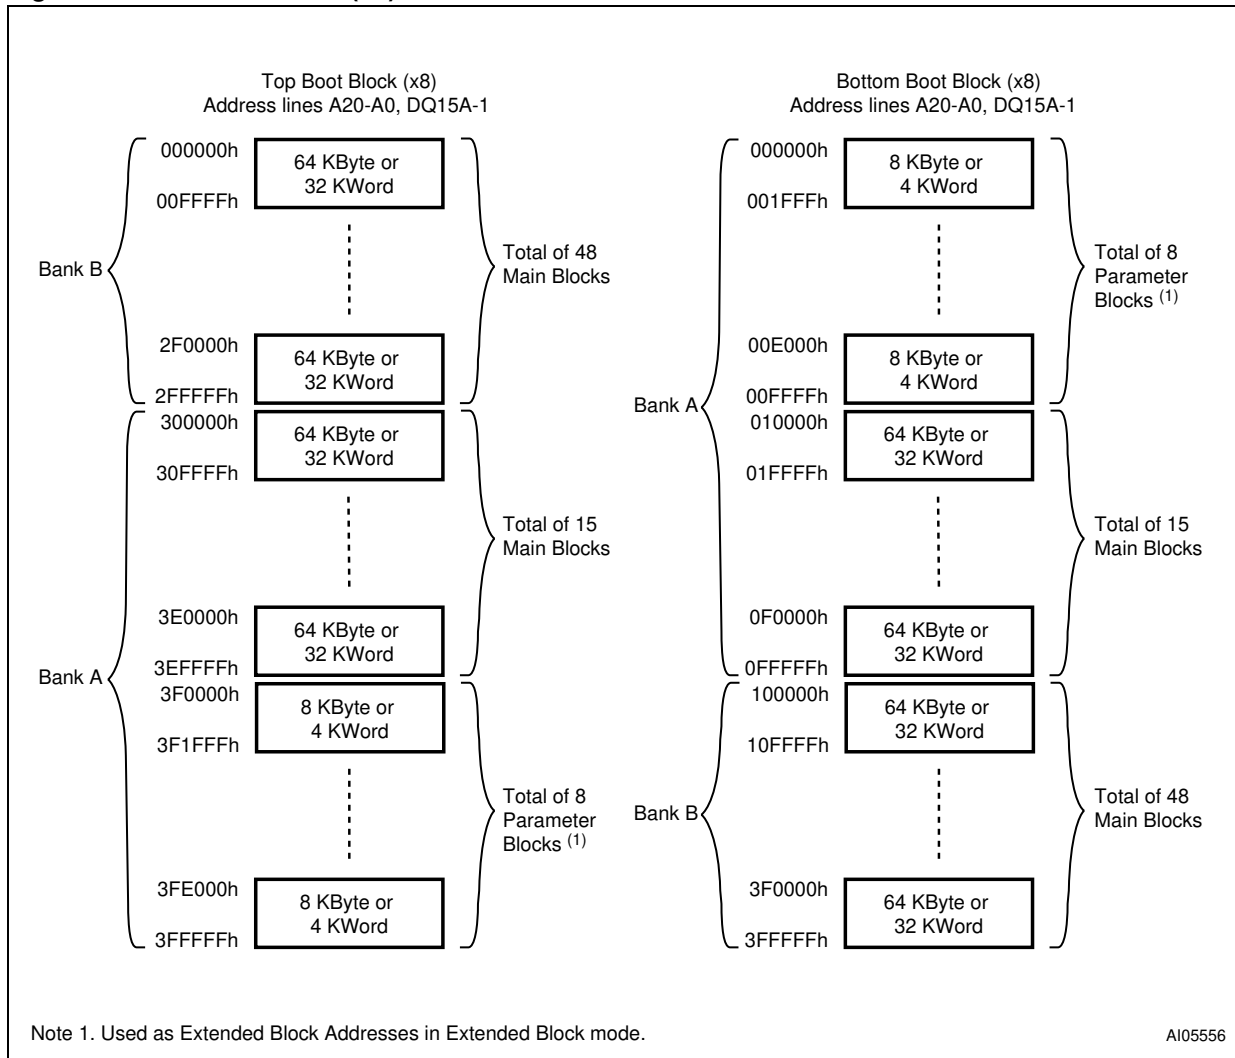 Top Boot Block (x8)
Address lines A20-A0, DQ15A-1
000000h
64 KByte or
32 KWord
00FFFFh
Bank B
Total of 48
Main Blocks
2F0000h
64 KByte or
32 KWord
2FFFFFh
300000h
64 KByte or
32 KWord
30FFFFh
Total of 15
Main Blocks
3E0000h
64 KByte or
32 KWord
3EFFFFh
Bank A
3F0000h
8 KByte or
4 KWord
3F1FFFh
Total of 8
Parameter
Blocks (1)
3FE000h
8 KByte or
4 KWord
3FFFFFh
Bottom Boot Block (x8)
Address lines A20-A0, DQ15A-1
000000h
8 KByte or
4 KWord
001FFFh
Total of 8
Parameter
Blocks (1)
00E000h
8 KByte or
4 KWord
00FFFFh
Bank A
010000h
64 KByte or
32 KWord
01FFFFh
Total of 15
Main Blocks
0F0000h
64 KByte or
32 KWord
0FFFFFh
100000h
64 KByte or
32 KWord
10FFFFh
Bank B
Total of 48
Main Blocks
3F0000h
64 KByte or
32 KWord
3FFFFFh
Note 1. Used as Extended Block Addresses in Extended Block mode.
AI05556